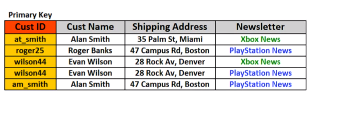 Primary Key
Cust ID Cust Name Shipping Address Newsletter
at_smith Alan Smith 35 Palm St, Miami Xbox News
roger25 Roger Banks 47 Campus Rd, Boston PlayStation News
wilson44 Evan Wilson 28 Rock Av, Denver Xbox News
wilson44 Evan Wilson 28 Rock Av, Denver PlayStation News
am_smith Alan Smith 47 Campus Rd, Boston PlayStation News